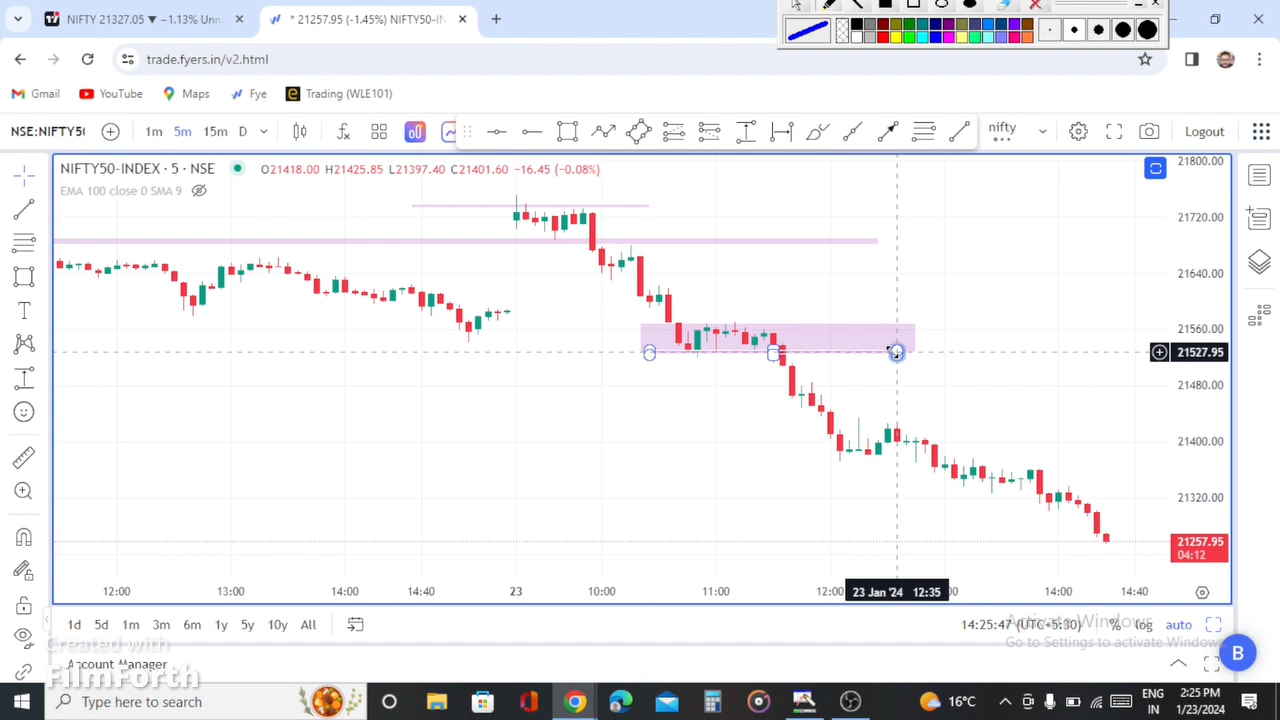 NIFTY 21327.05 ▼ −1.13% Unn
* 21257.95 (-1.45%) NIFTY50-IN
trade.fyers.in/v2.html
Gmail
YouTube
Maps
Fye
Trading (WLE101)
NSE:NIFTY50
1m
5m
15m
D
nifty
Logout
NIFTY50-INDEX · 5 · NSE
O21418.00 H21425.85 L21397.40 C21401.60 −16.45 (−0.08%)
EMA 100 close 0 SMA 9
21800.00
21720.00
21640.00
21560.00
21527.95
21480.00
21400.00
21320.00
21257.95
04:12
12:00
13:00
14:00
14:40
23
10:00
11:00
12:00
23 Jan '24 12:35
00
14:00
14:40
1d
5d
1m
3m
6m
1y
5y
10y
All
14:25:47 (UTC+5:30)
%
log
auto
Activate Windows
Go to Settings to activate Windows.
Created with
FilmForth
Account Manager
B
Type here to search
16°C
ENG
IN
2:25 PM
1/23/2024